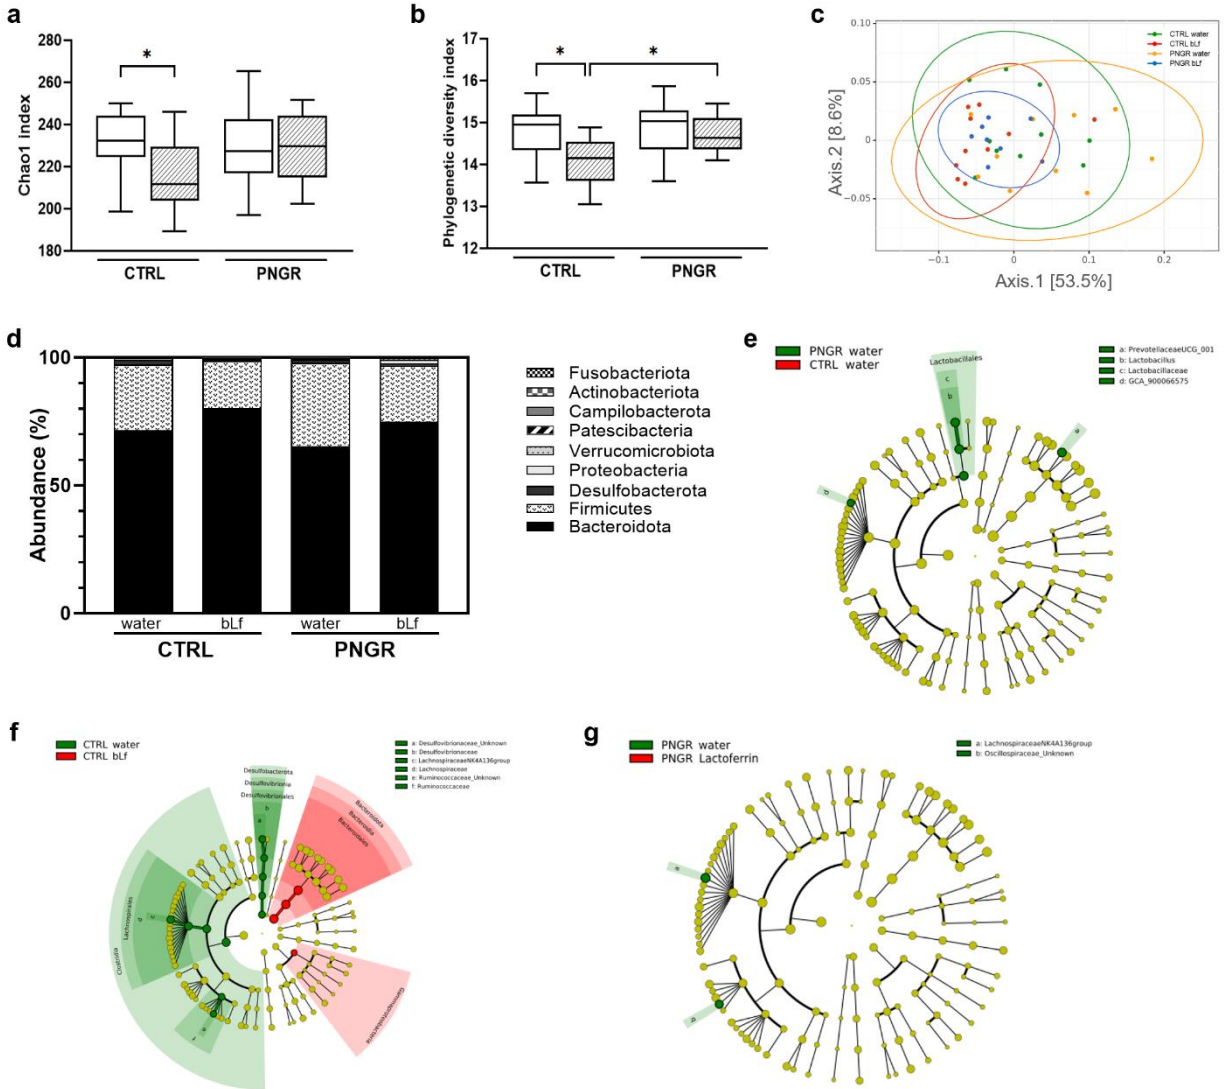 a
Chao1 index
280
260
240
220
200
180
*
CTRL
PNGR
b
Phylogenetic diversity index
17
16
15
14
13
12
*
*
CTRL
PNGR
c
Axis.2 [8.6%]
0.10
0.05
0
−0.05
−0.1
0
0.1
0.2
Axis.1 [53.5%]
CTRL water
CTRL bLf
PNGR water
PNGR bLf
d
Abundance (%)
100
50
0
water
bLf
water
bLf
CTRL
PNGR
Fusobacteriota
Actinobacteriota
Campilobacterota
Patescibacteria
Verrucomicrobiota
Proteobacteria
Desulfobacterota
Firmicutes
Bacteroidota
e
PNGR water
CTRL water
Lactobacillales
c
b
a
d
a: PrevotellaceaeUCG_001
b: Lactobacillus
c: Lactobacillaceae
d: GCA_900066575
f
CTRL water
CTRL bLf
Desulfobacterota
Desulfovibrionia
Desulfovibrionales
b
a
Bacteroidota
Bacteroidia
Bacteroidales
Clostridia
Lachnospirales
d
c
e
f
Gammaproteobacteria
a: Desulfovibrionaceae_Unknown
b: Desulfovibrionaceae
c: LachnospiraceaeNK4A136group
d: Lachnospiraceae
e: Ruminococcaceae_Unknown
f: Ruminococcaceae
g
PNGR water
PNGR Lactoferrin
a
b
a: LachnospiraceaeNK4A136group
b: Oscillospiraceae_Unknown